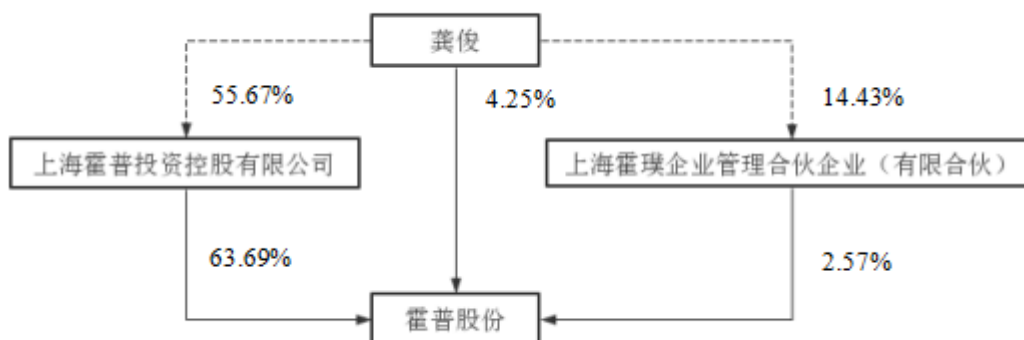 龚俊
55.67%
4.25%
14.43%
上海霍普投资控股有限公司
上海霍璞企业管理合伙企业（有限合伙）
63.69%
2.57%
霍普股份